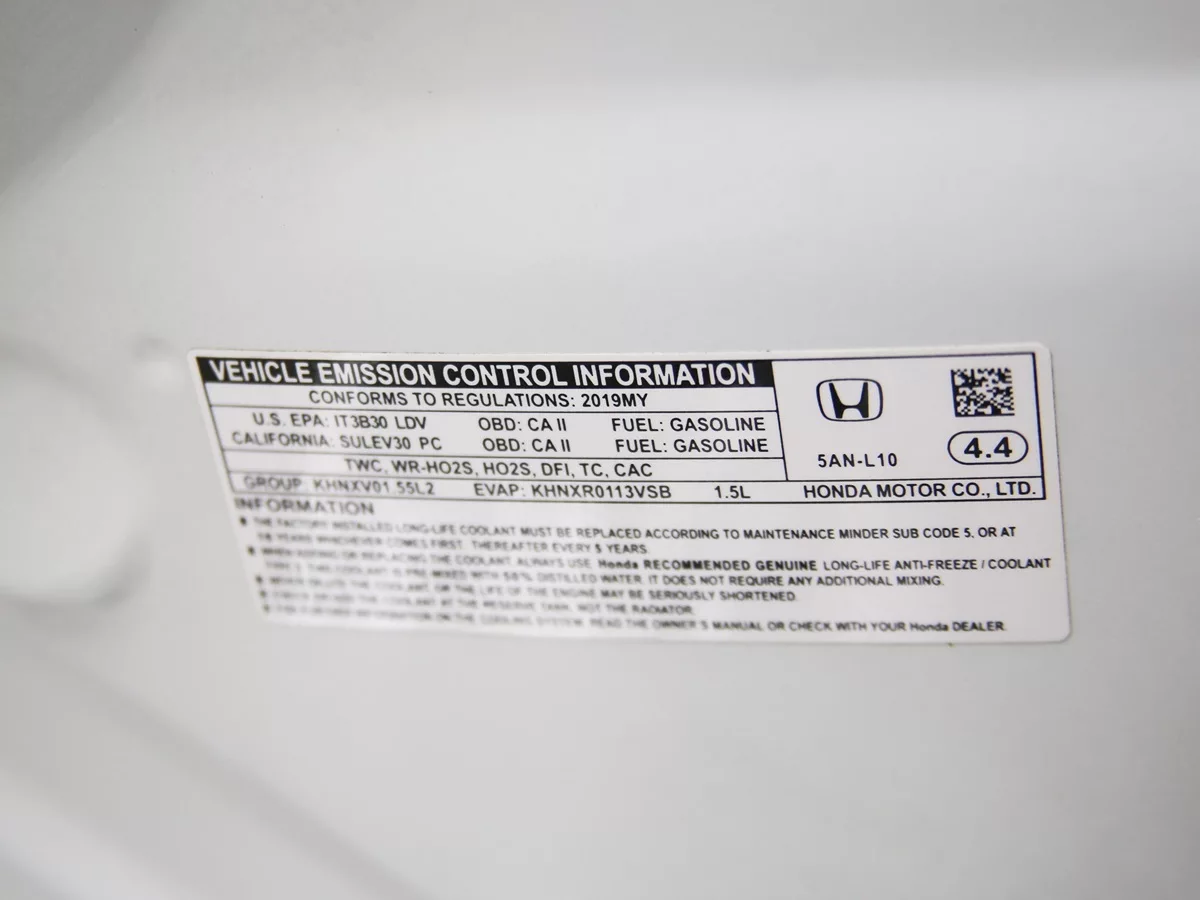 VEHICLE EMISSION CONTROL INFORMATION
CONFORMS TO REGULATIONS: 2019MY
U.S. EPA: IT3B30 LDV OBD: CA II FUEL: GASOLINE
CALIFORNIA: SULEV30 PC OBD: CA II FUEL: GASOLINE
TWC, WR-HO2S, HO2S, DFI, TC, CAC
GROUP: KHNXV01.55L2 EVAP: KHNXR0113VSB 1.5L
5AN-L10
4.4
HONDA MOTOR CO., LTD.
INFORMATION
THE FACTORY INSTALLED LONG-LIFE COOLANT MUST BE REPLACED ACCORDING TO MAINTENANCE MINDER SUB CODE 5. OR AT
YEARS WHICHEVER COMES FIRST. THEREAFTER EVERY 5 YEARS.
WHEN ADDING OR REPLACING THE COOLANT, ALWAYS USE Honda RECOMMENDED GENUINE LONG-LIFE ANTI-FREEZE / COOLANT
THIS COOLANT IS PRE-MIXED WITH 50% DISTILLED WATER. IT DOES NOT REQUIRE ANY ADDITIONAL MIXING.
NEVER DILUTE THE COOLANT, OR THE LIFE OF THE ENGINE MAY BE SERIOUSLY SHORTENED.
CHECK OR ADD THE COOLANT AT THE RESERVE TANK, NOT THE RADIATOR.
FOR FURTHER INFORMATION ON THE COOLING SYSTEM, READ THE OWNER'S MANUAL OR CHECK WITH YOUR Honda DEALER.